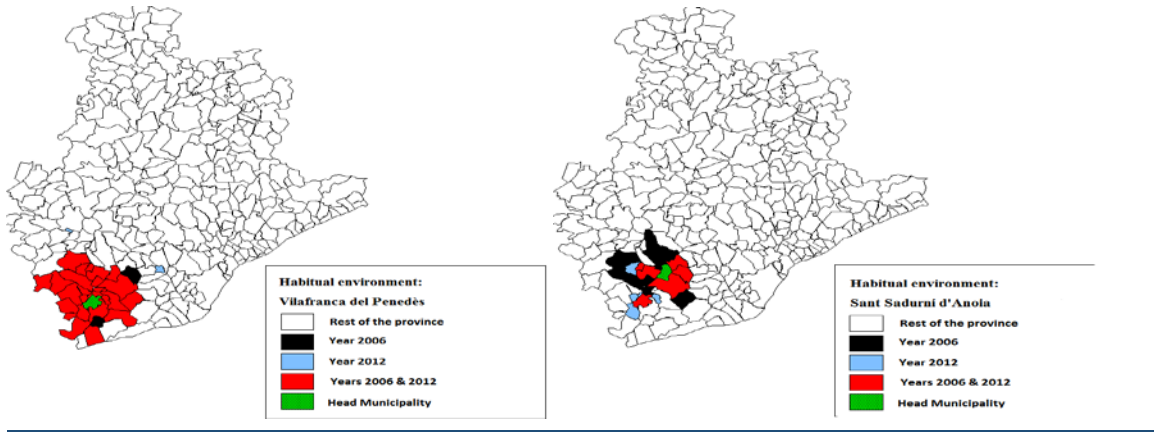 Habitual environment:
Vilafranca del Penedès
Rest of the province
Year 2006
Year 2012
Years 2006 & 2012
Head Municipality
Habitual environment:
Sant Sadurní d'Anoia
Rest of the province
Year 2006
Year 2012
Years 2006 & 2012
Head Municipality